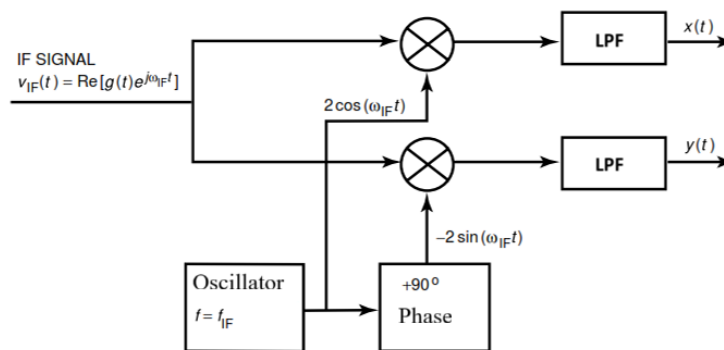 IF SIGNAL
v_IF(t) = Re[g(t)e^{jω_IF t}]
2 cos (ω_IF t)
LPF
x(t)
LPF
y(t)
−2 sin (ω_IF t)
Oscillator
f = f_IF
+90°
Phase